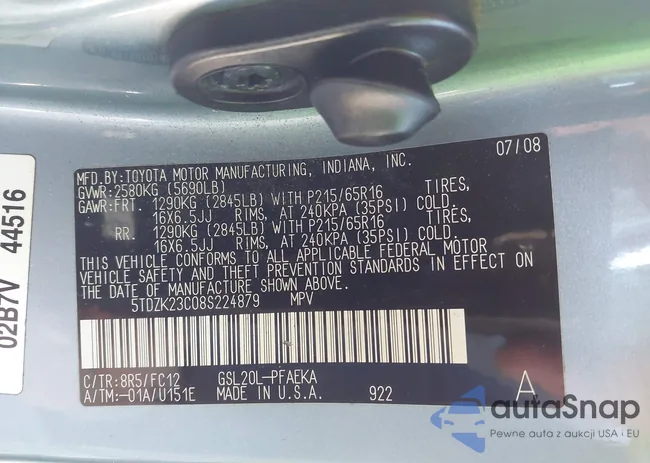 MFD.BY:TOYOTA MOTOR MANUFACTURING, INDIANA, INC. 07/08
GVWR:2580KG (5690LB)
GAWR:FRT. 1290KG (2845LB) WITH P215/65R16 TIRES,
16X6.5JJ RIMS, AT 240KPA (35PSI) COLD.
RR. 1290KG (2845LB) WITH P215/65R16 TIRES,
16X6.5JJ RIMS, AT 240KPA (35PSI) COLD.
THIS VEHICLE CONFORMS TO ALL APPLICABLE FEDERAL MOTOR
VEHICLE SAFETY AND THEFT PREVENTION STANDARDS IN EFFECT ON
THE DATE OF MANUFACTURE SHOWN ABOVE.
5TDZK23C08S224879 MPV
C/TR:8R5/FC12 GSL20L-PFAEKA
A/TM:-01A/U151E MADE IN U.S.A. 922 A
02B7V 44516
autoSnap
Pewne auta z aukcji USA i EU